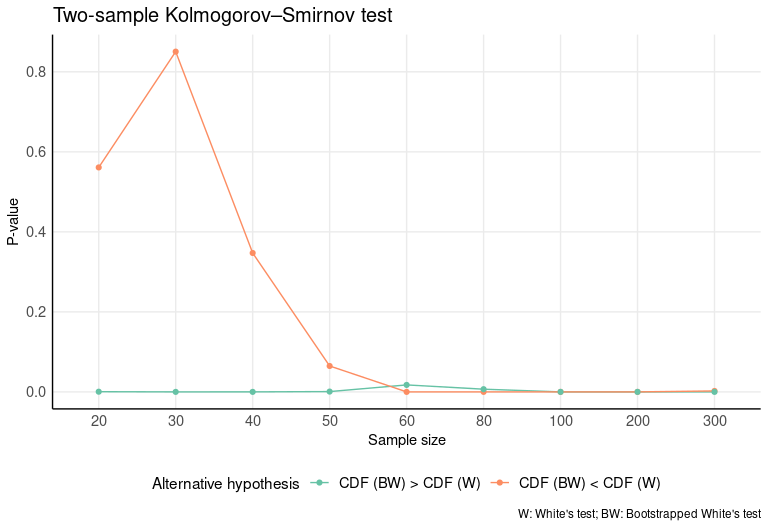 Two-sample Kolmogorov–Smirnov test
P-value
0.8
0.6
0.4
0.2
0.0
20 30 40 50 60 80 100 200 300
Sample size
Alternative hypothesis CDF (BW) > CDF (W) CDF (BW) < CDF (W)
W: White's test; BW: Bootstrapped White's test